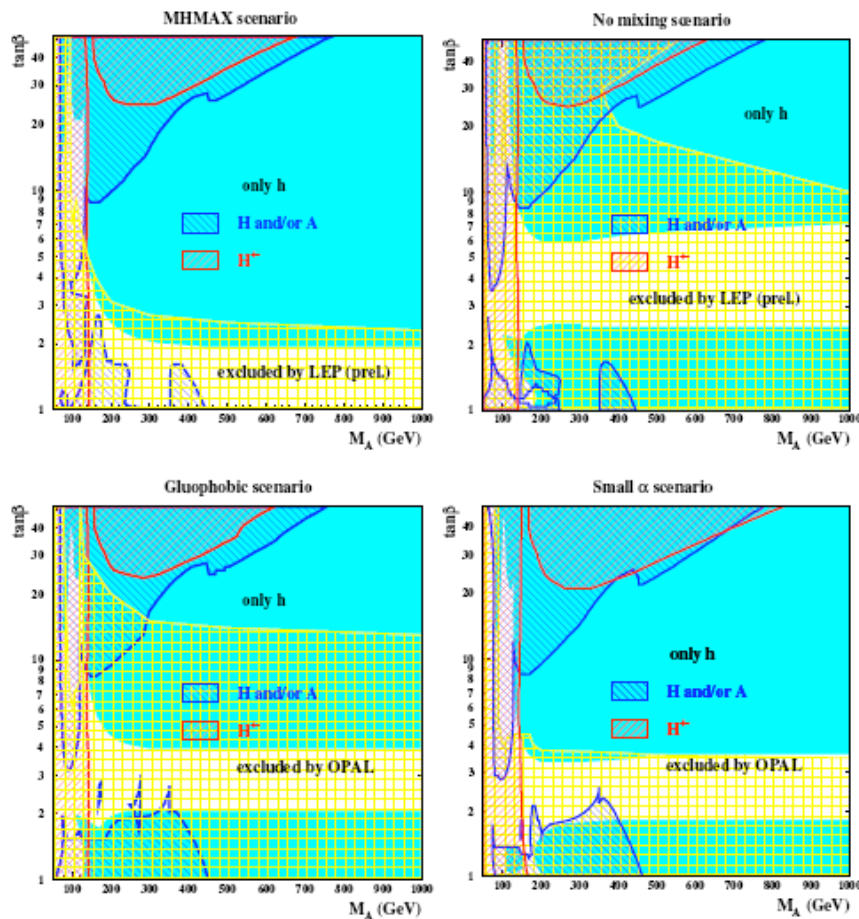 MHMAX scenario
tanβ
40
30
20
10
9
8
7
6
5
4
3
2
1
only h
H and/or A
H±
excluded by LEP (prel.)
100 200 300 400 500 600 700 800 900 1000
M_A (GeV)
No mixing scenario
tanβ
40
30
20
10
9
8
7
6
5
4
3
2
1
only h
H and/or A
H±
excluded by LEP (prel.)
100 200 300 400 500 600 700 800 900 1000
M_A (GeV)
Gluophobic scenario
tanβ
40
30
20
10
9
8
7
6
5
4
3
2
1
only h
H and/or A
H±
excluded by OPAL
100 200 300 400 500 600 700 800 900 1000
M_A (GeV)
Small α scenario
tanβ
40
30
20
10
9
8
7
6
5
4
3
2
1
only h
H and/or A
H±
excluded by OPAL
100 200 300 400 500 600 700 800 900 1000
M_A (GeV)